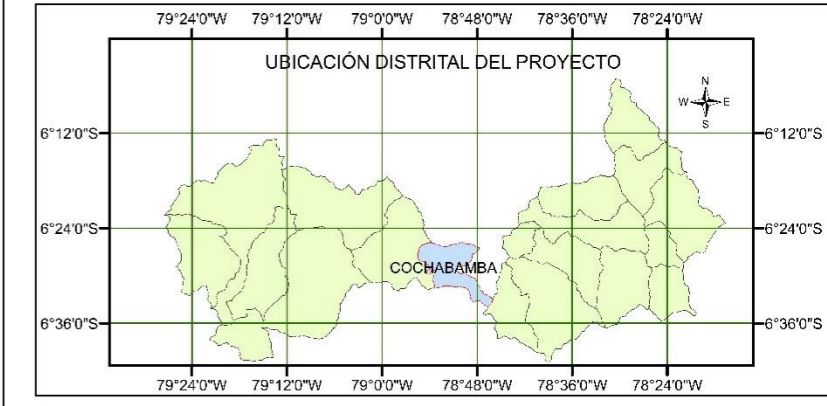 79°24'0"W 79°12'0"W 79°0'0"W 78°48'0"W 78°36'0"W 78°24'0"W
UBICACIÓN DISTRITAL DEL PROYECTO
N
W E
S
6°12'0"S 6°12'0"S
6°24'0"S 6°24'0"S
COCHABAMBA
6°36'0"S 6°36'0"S
79°24'0"W 79°12'0"W 79°0'0"W 78°48'0"W 78°36'0"W 78°24'0"W